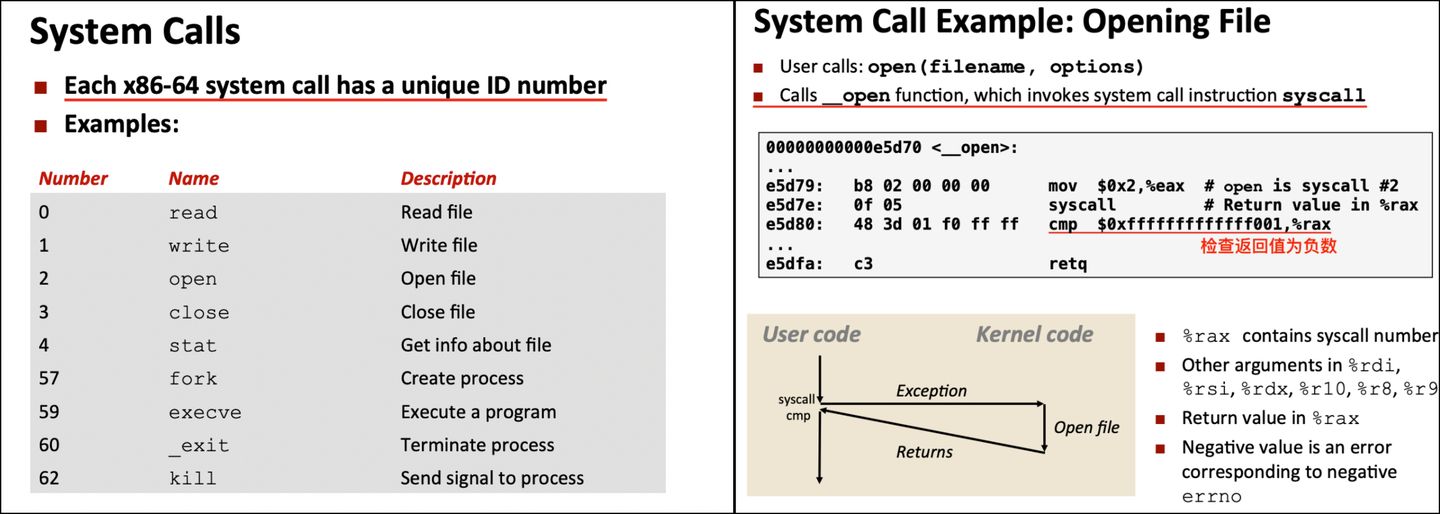 System Calls
Each x86-64 system call has a unique ID number
Examples:
Number Name Description
0 read Read file
1 write Write file
2 open Open file
3 close Close file
4 stat Get info about file
57 fork Create process
59 execve Execute a program
60 _exit Terminate process
62 kill Send signal to process
System Call Example: Opening File
User calls: open(filename, options)
Calls __open function, which invokes system call instruction syscall
00000000000e5d70 <__open>:
...
e5d79: b8 02 00 00 00 mov $0x2,%eax # open is syscall #2
e5d7e: 0f 05 syscall # Return value in %rax
e5d80: 48 3d 01 f0 ff ff cmp $0xfffffffffffff001,%rax
检查返回值为负数
...
e5dfa: c3 retq
User code Kernel code
Exception
syscall
cmp
Open file
Returns
%rax contains syscall number
Other arguments in %rdi,
%rsi, %rdx, %r10, %r8, %r9
Return value in %rax
Negative value is an error
corresponding to negative
errno